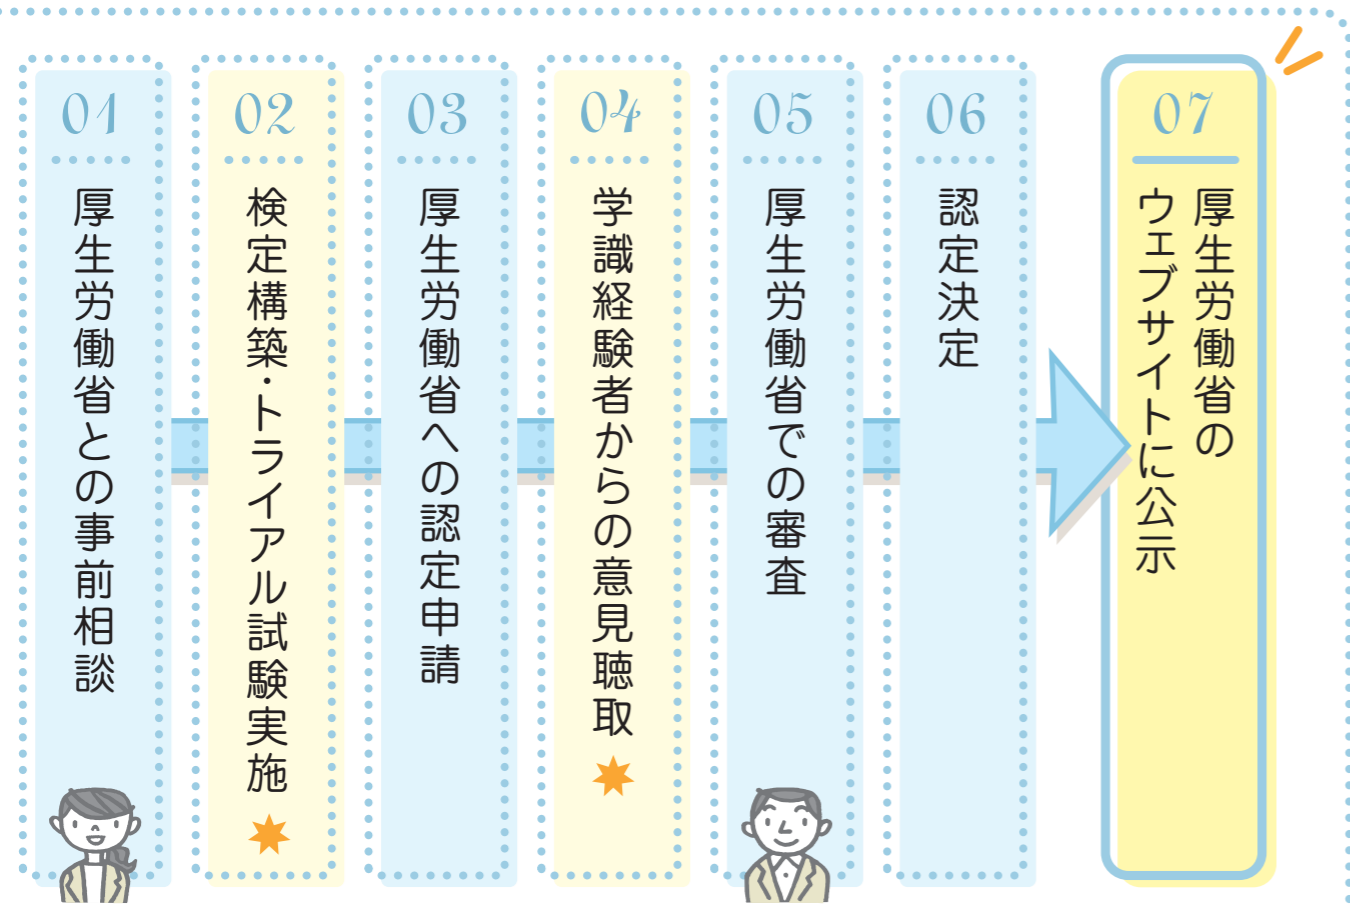 01
厚生労働省との事前相談
02
検定構築・トライアル試験実施
03
厚生労働省への認定申請
04
学識経験者からの意見聴取
05
厚生労働省での審査
06
認定決定
07
厚生労働省の
ウェブサイトに公示